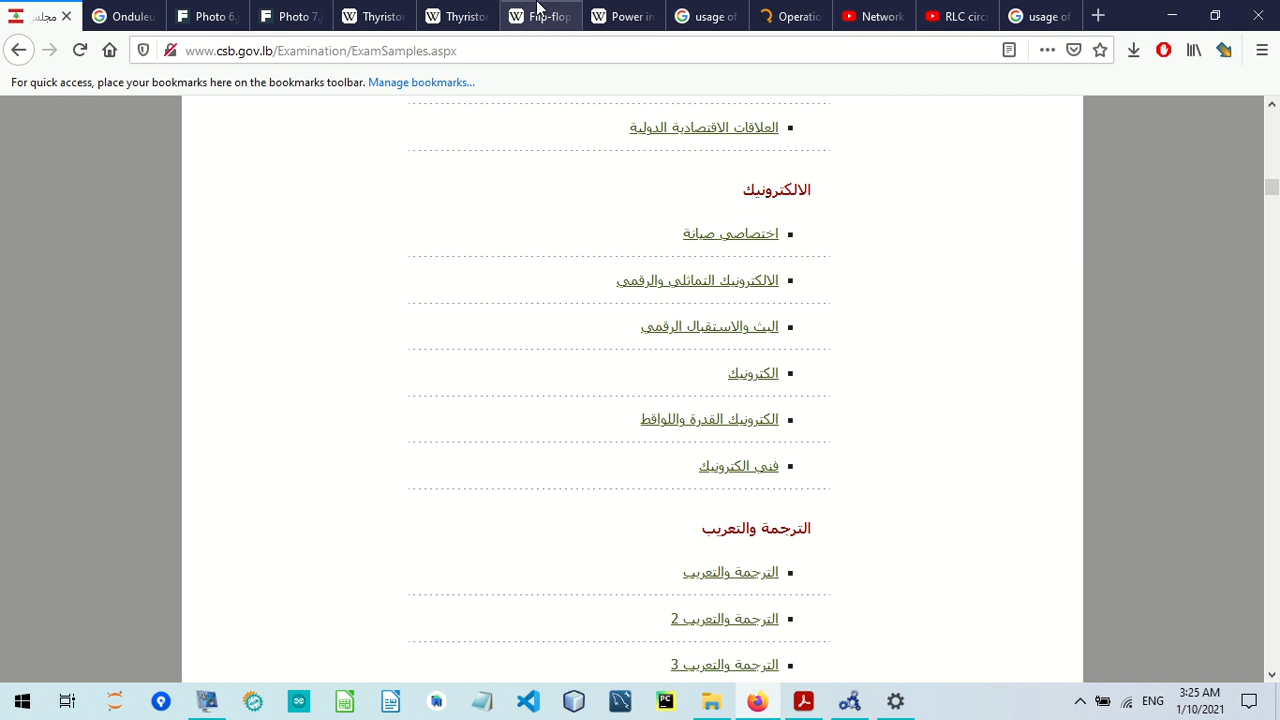 مجلس
Onduleu
Photo 6.
Photo 7.
Thyristor
Thyristor
Flip-flop
Power in
usage of
Operatio
Network
RLC circ
usage of
www.csb.gov.lb/Examination/ExamSamples.aspx
For quick access, place your bookmarks here on the bookmarks toolbar. Manage bookmarks...
العلاقات الاقتصادية الدولية
الالكترونيك
اختصاصي صيانة
الالكترونيك التماثلي والرقمي
البث والاستقبال الرقمي
الكترونيك
الكترونيك القدرة واللواقط
فني الكترونيك
الترجمة والتعريب
الترجمة والتعريب
الترجمة والتعريب 2
الترجمة والتعريب 3
ENG
3:25 AM
1/10/2021